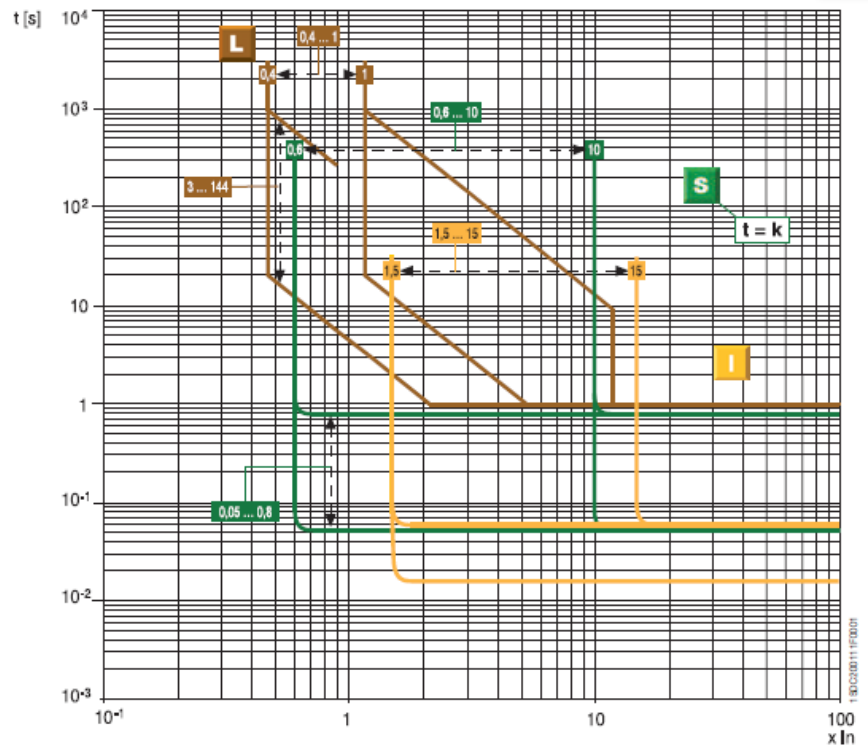 t [s]
10⁴
L
0,4 ... 1
0,4
1
10³
0,6 ... 10
0,6
10
3 ... 144
S
10²
t = k
1,5 ... 15
1,5
15
10
I
1
10⁻¹
0,05 ... 0,8
10⁻²
10⁻³
10⁻¹
1
10
100
x In
1SDC200111F0001